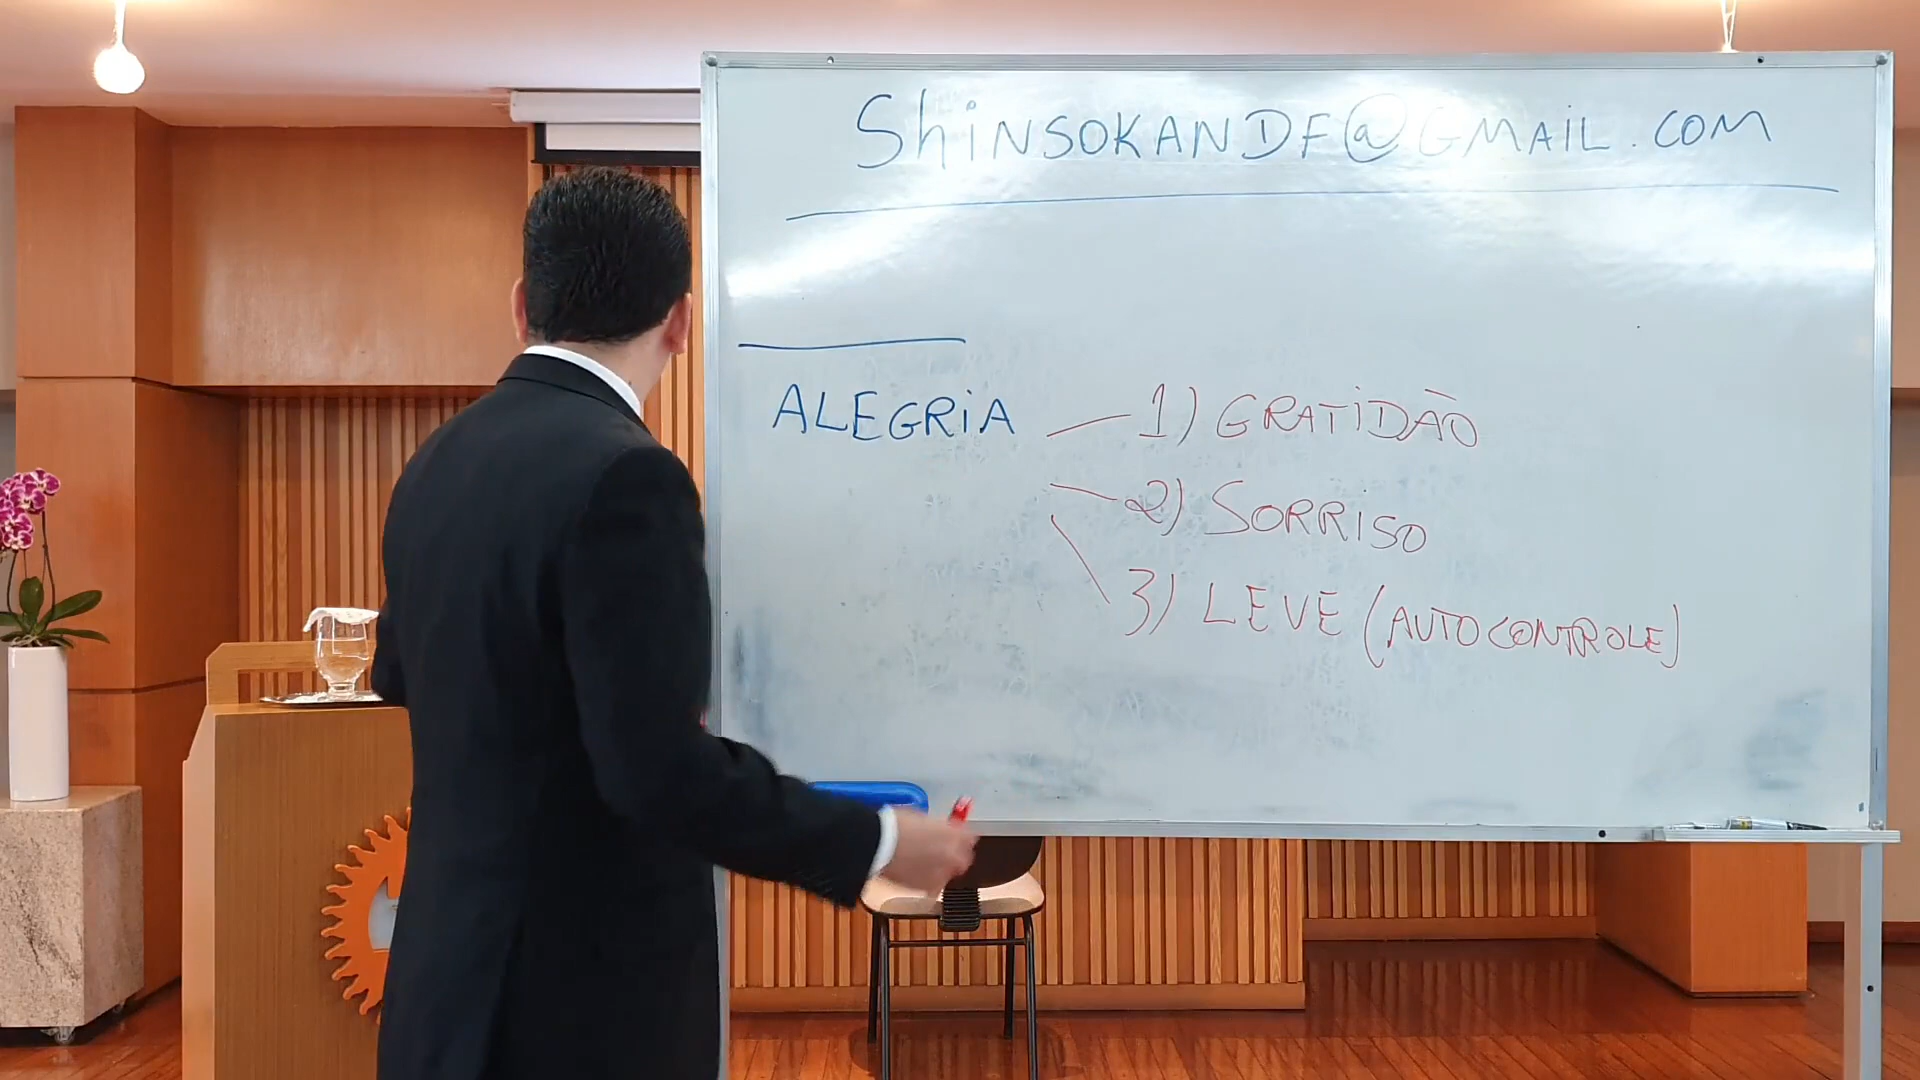 ShiNSOKANDF@GMAIL.COM
ALEGRiA
1) GRATiDÃO
2) SORRiSO
3) LEVE (AUTOCONTROLE)